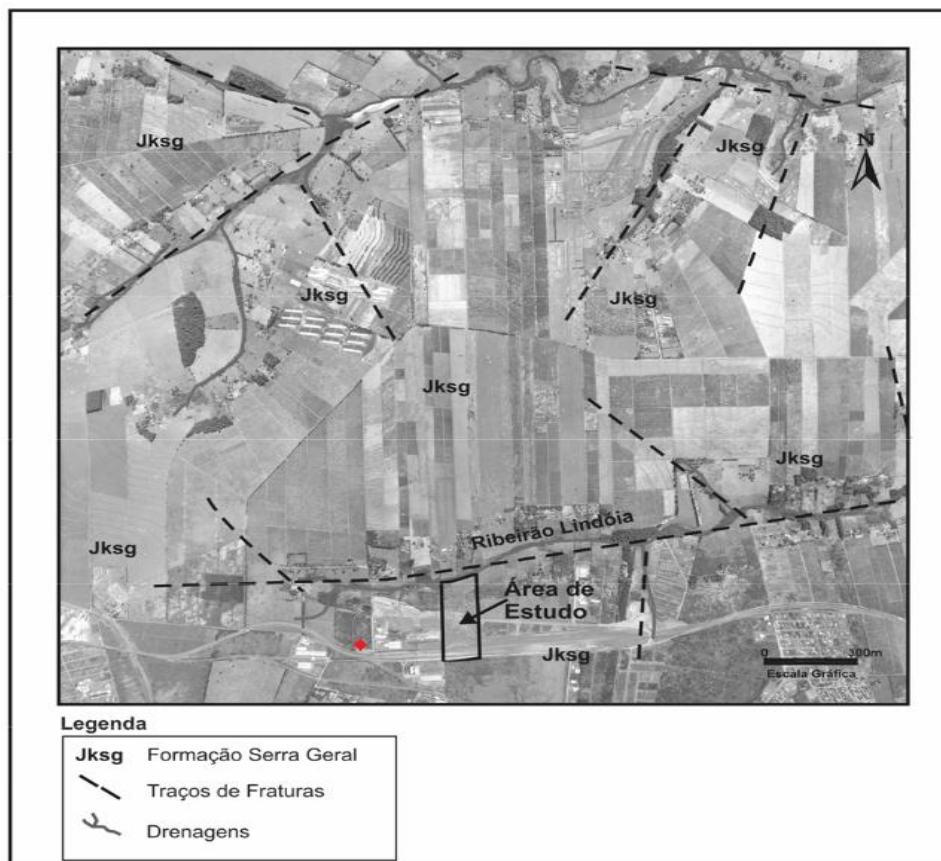 Jksg
Jksg
N
Jksg
Jksg
Jksg
Jksg
Ribeirão Lindóia
Jksg
Área de
Estudo
Jksg
0 300m
Escala Gráfica
Legenda
Jksg Formação Serra Geral
Traços de Fraturas
Drenagens